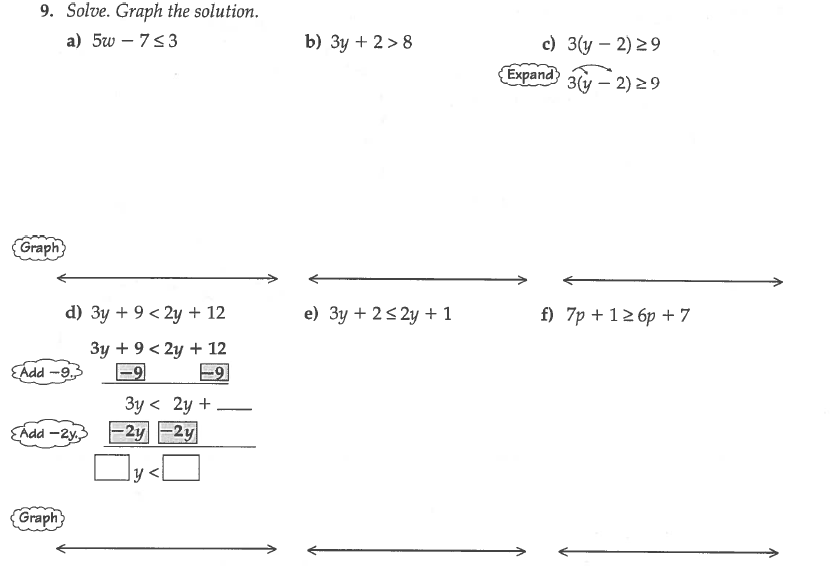 9. Solve. Graph the solution.
a) 5w − 7 ≤ 3
b) 3y + 2 > 8
c) 3(y − 2) ≥ 9
Expand
3(y − 2) ≥ 9
Graph
d) 3y + 9 < 2y + 12
e) 3y + 2 ≤ 2y + 1
f) 7p + 1 ≥ 6p + 7
3y + 9 < 2y + 12
Add −9.
−9 −9
3y < 2y + ___
Add −2y.
−2y −2y
y <
Graph